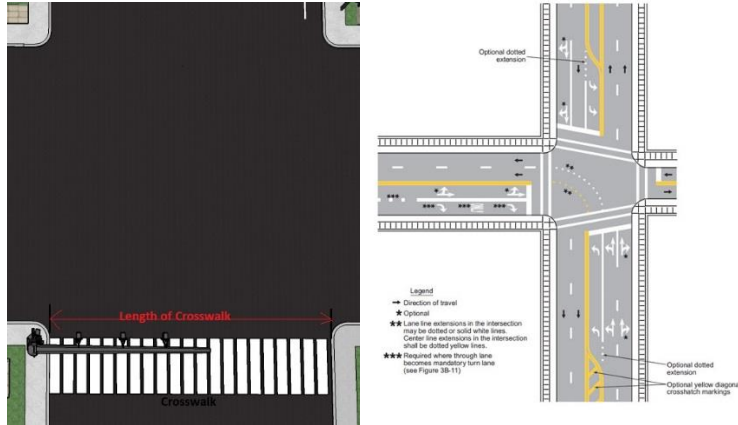 Length of Crosswalk
Crosswalk
Optional dotted
extension
Legend
→ Direction of travel
★ Optional
★★ Lane line extensions in the intersection
may be dotted or solid white lines.
Center line extensions in the intersection
shall be dotted yellow lines.
★★★ Required where through lane
becomes mandatory turn lane
(see Figure 3B-11)
Optional dotted
extension
Optional yellow diagonal
crosshatch markings